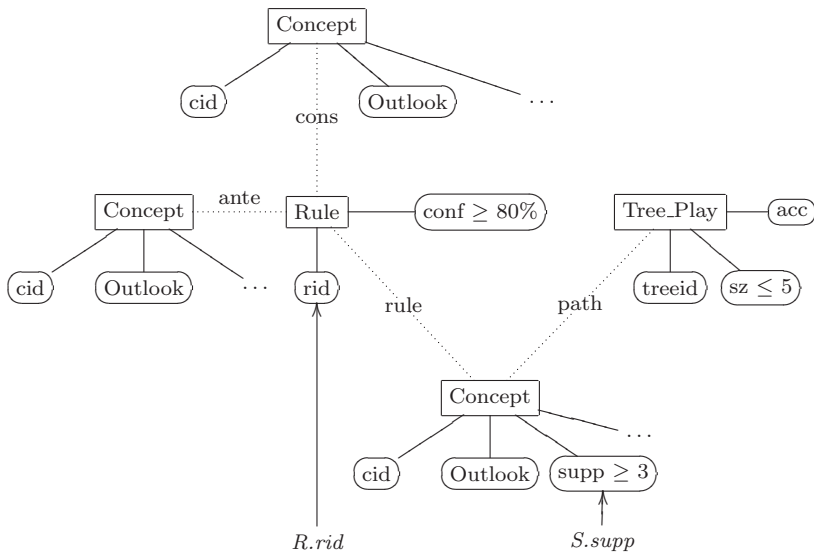 Concept
cid
Outlook
...
cons
Concept
ante
Rule
conf ≥ 80%
Tree_Play
acc
cid
Outlook
...
rid
treeid
sz ≤ 5
rule
path
Concept
...
cid
Outlook
supp ≥ 3
R.rid
S.supp